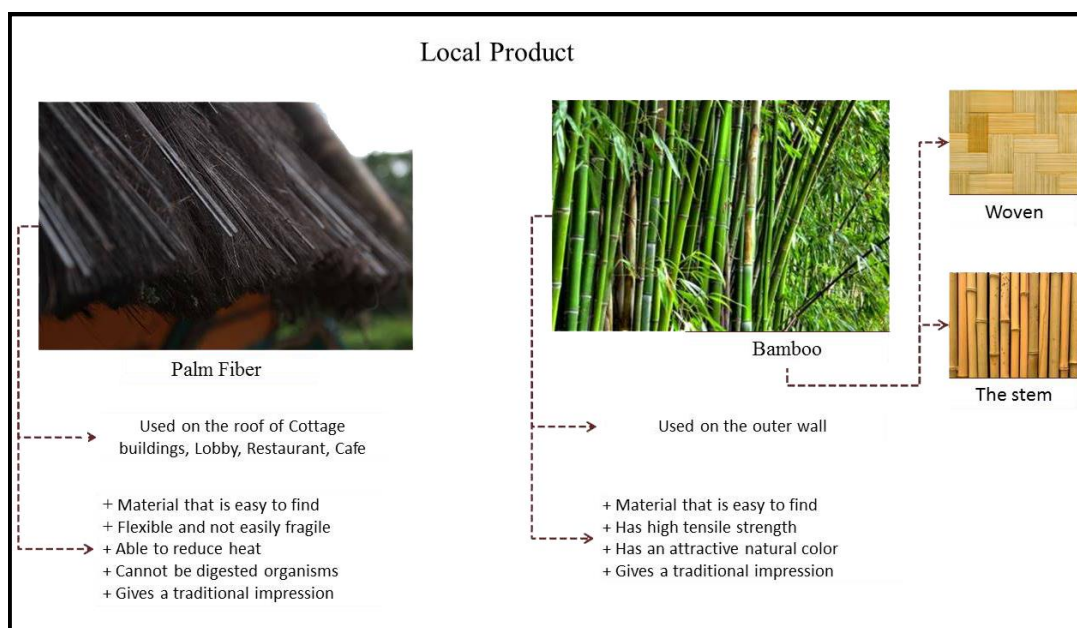 Local Product
Palm Fiber
Used on the roof of Cottage
buildings, Lobby, Restaurant, Cafe
+ Material that is easy to find
+ Flexible and not easily fragile
+ Able to reduce heat
+ Cannot be digested organisms
+ Gives a traditional impression
Bamboo
Woven
The stem
Used on the outer wall
+ Material that is easy to find
+ Has high tensile strength
+ Has an attractive natural color
+ Gives a traditional impression